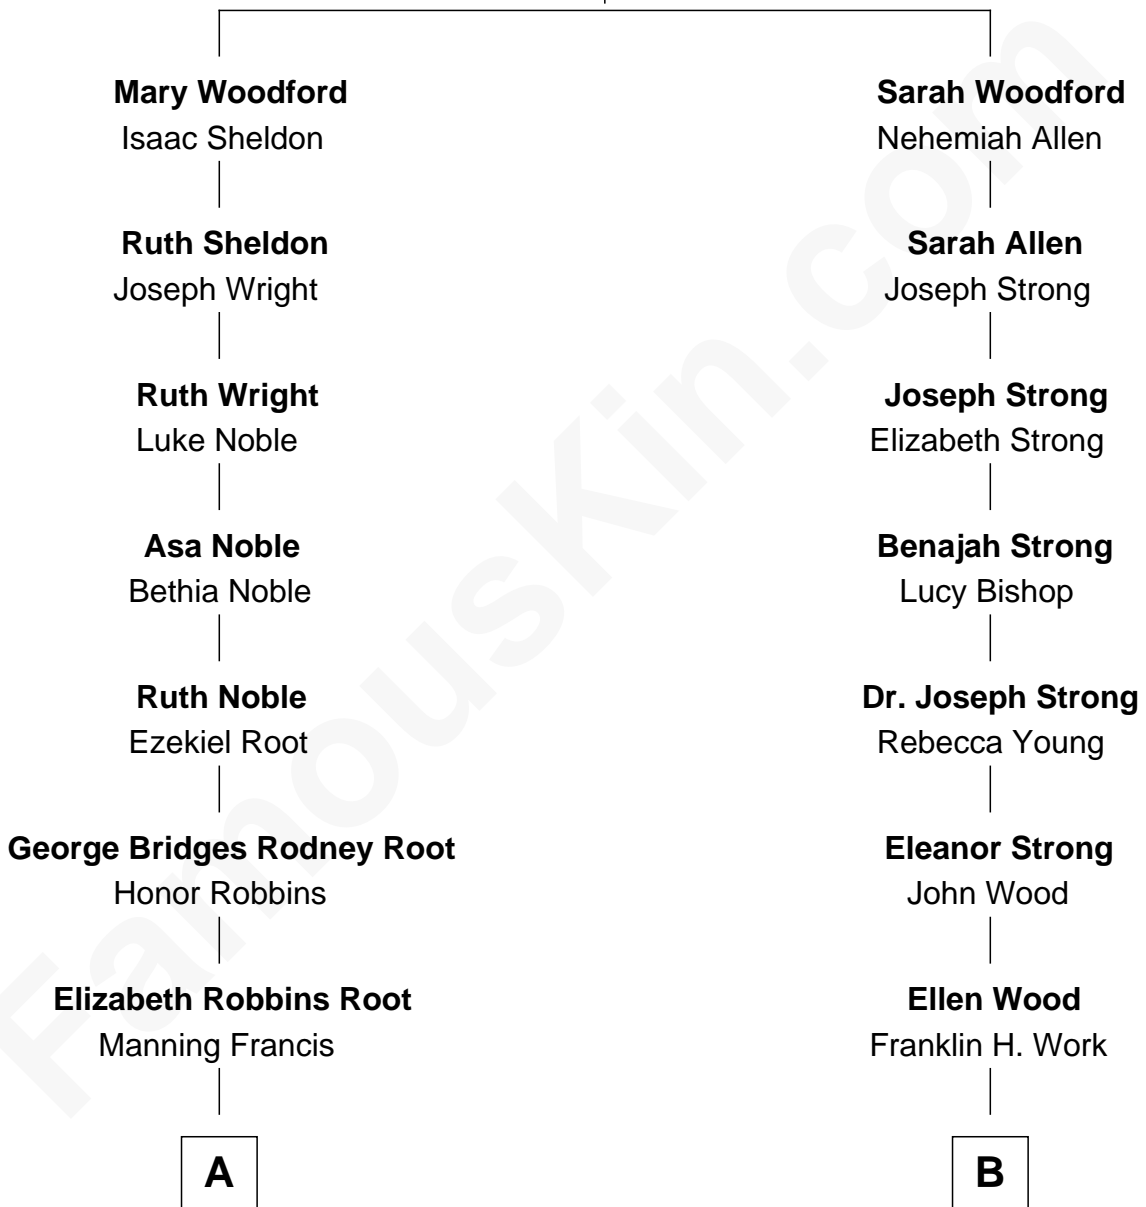 Mary Woodford
Isaac Sheldon
Sarah Woodford
Nehemiah Allen
Ruth Sheldon
Joseph Wright
Sarah Allen
Joseph Strong
Ruth Wright
Luke Noble
Joseph Strong
Elizabeth Strong
Asa Noble
Bethia Noble
Benajah Strong
Lucy Bishop
Ruth Noble
Ezekiel Root
Dr. Joseph Strong
Rebecca Young
George Bridges Rodney Root
Honor Robbins
Eleanor Strong
John Wood
Elizabeth Robbins Root
Manning Francis
Ellen Wood
Franklin H. Work
A
B
FamousKin.com